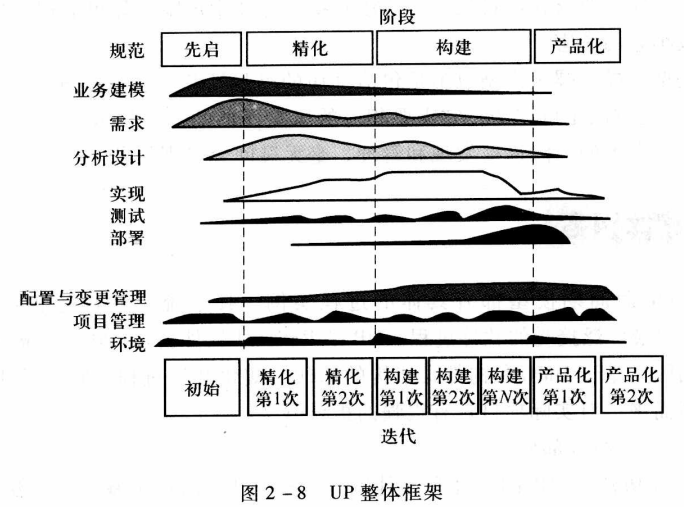 阶段
规范 先启 精化 构建 产品化
业务建模
需求
分析设计
实现
测试
部署
配置与变更管理
项目管理
环境
初始 精化第1次 精化第2次 构建第1次 构建第2次 构建第N次 产品化第1次 产品化第2次
迭代
图 2-8 UP 整体框架